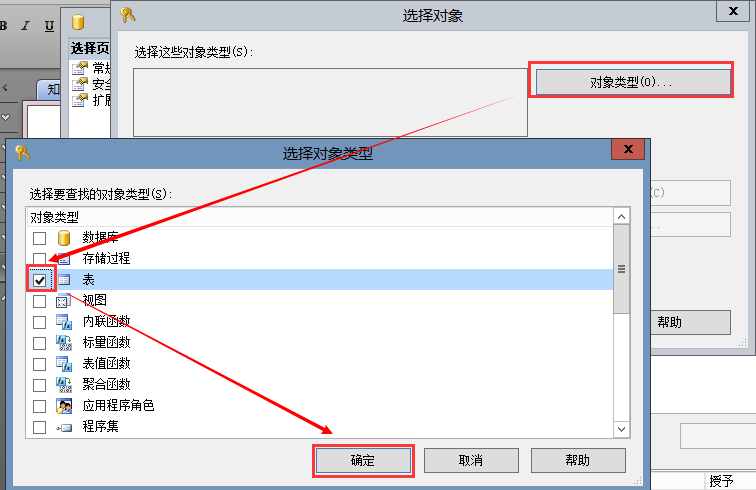 选择对象
B I U
选择页
选择这些对象类型(S):
常规
对象类型(O)...
安全
知
扩展
选择对象类型
选择要查找的对象类型(S):
(C)
对象类型
..
数据库
存储过程
表
视图
内联函数
帮助
标量函数
表值函数
聚合函数
应用程序角色
程序集
确定
取消
帮助
授予